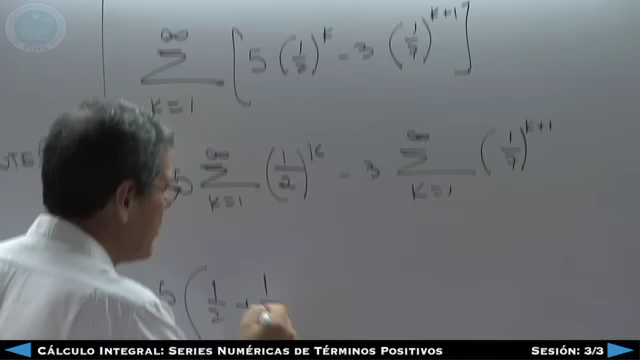 ∞ ∑ k=1 [ 5 (1/2)^k - 3 (1/7)^{k+1} ]
5 ∞ ∑ k=1 (1/2)^k - 3 ∞ ∑ k=1 (1/7)^{k+1}
5 ( 1/2 + 1
CÁLCULO INTEGRAL: SERIES NUMÉRICAS DE TÉRMINOS POSITIVOS
SESIÓN: 3/3